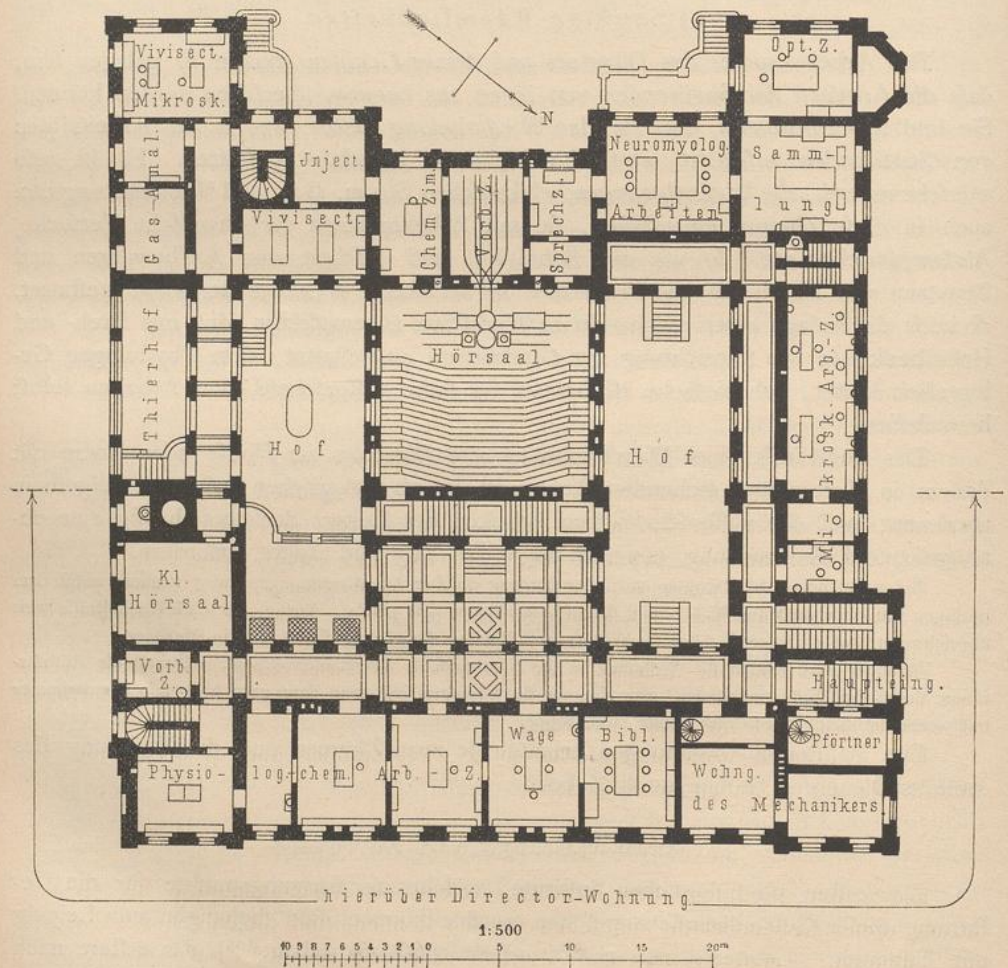 Vivisect.
Mikrosk.
Opt. Z.
N
Gas-Anal.
Jnject.
Vivisect.
Chem Zim.
Vorb. Z.
Sprechz.
Neuromyolog.
Arbeiten
Samm-
lung
Thierhof
Hof
Hörsaal
Hof
Mi-
krosk. Arb.-Z.
Kl.
Hörsaal
Vorb.
Z.
Haupteing.
Physio-log-chem. Arb.-Z.
Wage
Bibl.
Wohng.
des Mechanikers.
Pförtner
hierüber Director-Wohnung
1:500
10 9 8 7 6 5 4 3 2 1 0 5 10 15 20m